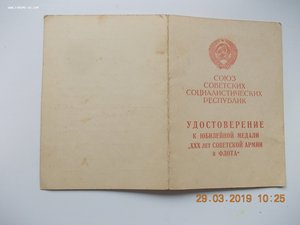 СОЮЗ
СОВЕТСКИХ
СОЦИАЛИСТИЧЕСКИХ
РЕСПУБЛИК
УДОСТОВЕРЕНИЕ
К ЮБИЛЕЙНОЙ МЕДАЛИ
„XXX ЛЕТ СОВЕТСКОЙ АРМИИ
И ФЛОТА“
29.03.2019 10:25